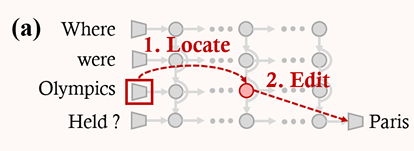 (a) Where
1. Locate
were
Olympics
2. Edit
Held ?
Paris